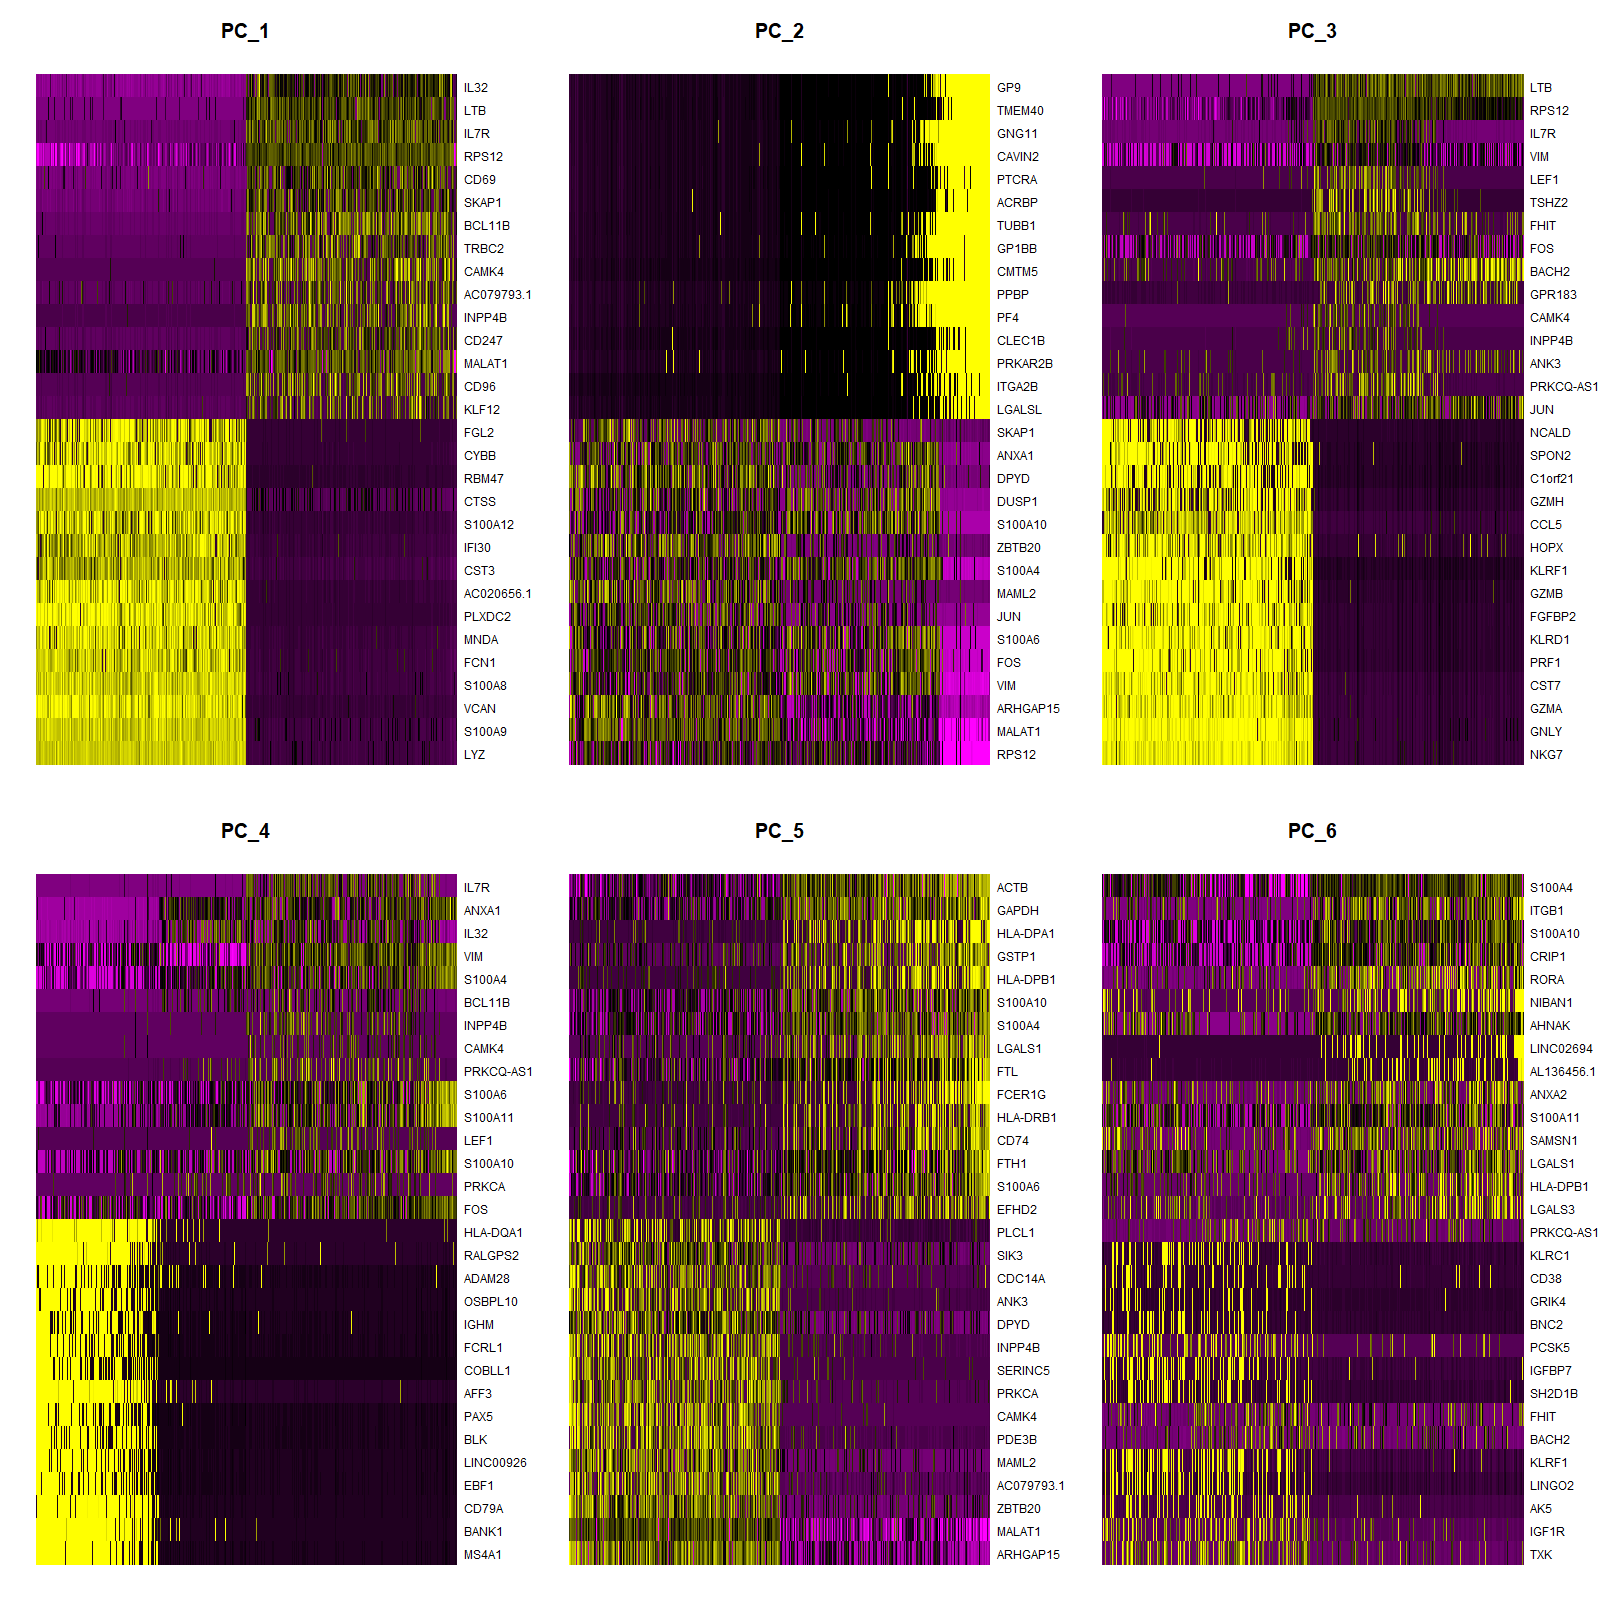 PC_1
IL32
LTB
IL7R
RPS12
CD69
SKAP1
BCL11B
TRBC2
CAMK4
AC079793.1
INPP4B
CD247
MALAT1
CD96
KLF12
FGL2
CYBB
RBM47
CTSS
S100A12
IFI30
CST3
AC020656.1
PLXDC2
MNDA
FCN1
S100A8
VCAN
S100A9
LYZ
PC_2
GP9
TMEM40
GNG11
CAVIN2
PTCRA
ACRBP
TUBB1
GP1BB
CMTM5
PPBP
PF4
CLEC1B
PRKAR2B
ITGA2B
LGALSL
SKAP1
ANXA1
DPYD
DUSP1
S100A10
ZBTB20
S100A4
MAML2
JUN
S100A6
FOS
VIM
ARHGAP15
MALAT1
RPS12
PC_3
LTB
RPS12
IL7R
VIM
LEF1
TSHZ2
FHIT
FOS
BACH2
GPR183
CAMK4
INPP4B
ANK3
PRKCQ-AS1
JUN
NCALD
SPON2
C1orf21
GZMH
CCL5
HOPX
KLRF1
GZMB
FGFBP2
KLRD1
PRF1
CST7
GZMA
GNLY
NKG7
PC_4
IL7R
ANXA1
IL32
VIM
S100A4
BCL11B
INPP4B
CAMK4
PRKCQ-AS1
S100A6
S100A11
LEF1
S100A10
PRKCA
FOS
HLA-DQA1
RALGPS2
ADAM28
OSBPL10
IGHM
FCRL1
COBLL1
AFF3
PAX5
BLK
LINC00926
EBF1
CD79A
BANK1
MS4A1
PC_5
ACTB
GAPDH
HLA-DPA1
GSTP1
HLA-DPB1
S100A10
S100A4
LGALS1
FTL
FCER1G
HLA-DRB1
CD74
FTH1
S100A6
EFHD2
PLCL1
SIK3
CDC14A
ANK3
DPYD
INPP4B
SERINC5
PRKCA
CAMK4
PDE3B
MAML2
AC079793.1
ZBTB20
MALAT1
ARHGAP15
PC_6
S100A4
ITGB1
S100A10
CRIP1
RORA
NIBAN1
AHNAK
LINC02694
AL136456.1
ANXA2
S100A11
SAMSN1
LGALS1
HLA-DPB1
LGALS3
PRKCQ-AS1
KLRC1
CD38
GRIK4
BNC2
PCSK5
IGFBP7
SH2D1B
FHIT
BACH2
KLRF1
LINGO2
AK5
IGF1R
TXK